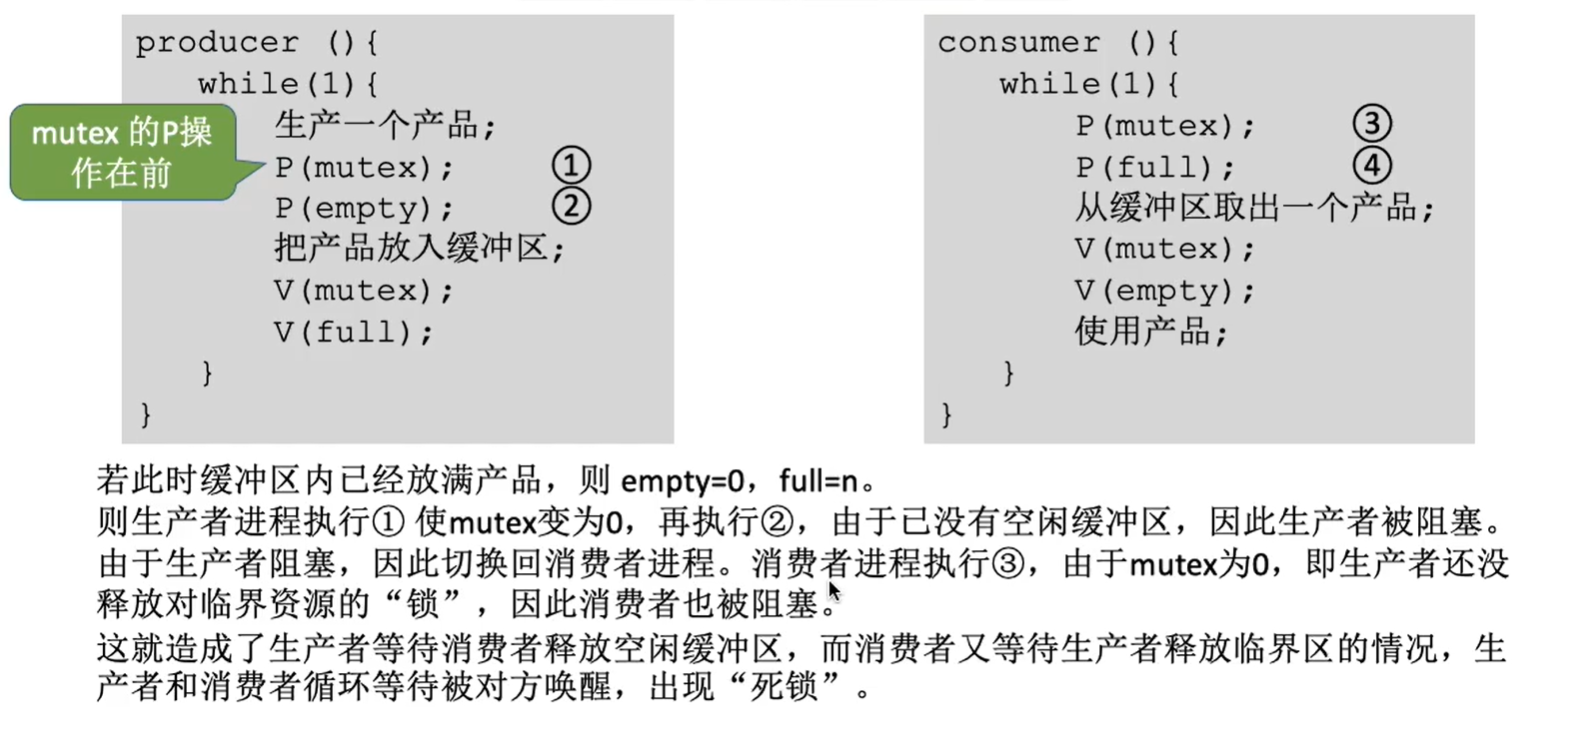 producer (){
while(1){
生产一个产品;
P(mutex); ①
P(empty); ②
把产品放入缓冲区;
V(mutex);
V(full);
}
}
mutex 的P操
作在前
consumer (){
while(1){
P(mutex); ③
P(full); ④
从缓冲区取出一个产品;
V(mutex);
V(empty);
使用产品;
}
}
若此时缓冲区内已经放满产品，则 empty=0，full=n。
则生产者进程执行① 使mutex变为0，再执行②，由于已没有空闲缓冲区，因此生产者被阻塞。
由于生产者阻塞，因此切换回消费者进程。消费者进程执行③，由于mutex为0，即生产者还没
释放对临界资源的“锁”，因此消费者也被阻塞。
这就造成了生产者等待消费者释放空闲缓冲区，而消费者又等待生产者释放临界区的情况，生
产者和消费者循环等待被对方唤醒，出现“死锁”。